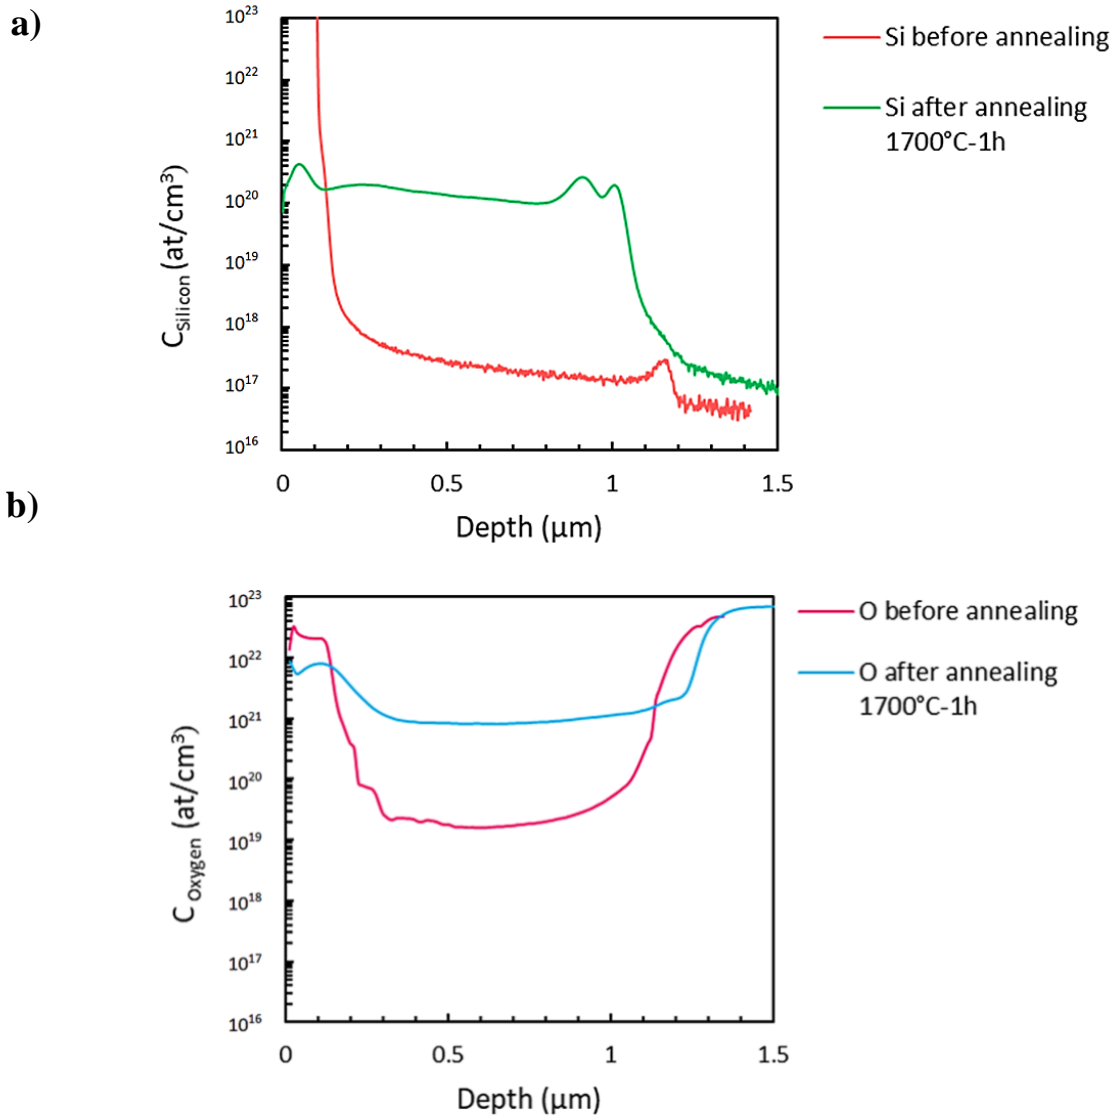 a)
10²³
10²²
10²¹
10²⁰
10¹⁹
10¹⁸
10¹⁷
10¹⁶
C_Silicon (at/cm³)
0 0.5 1 1.5
Depth (µm)
Si before annealing
Si after annealing
1700°C-1h
b)
10²³
10²²
10²¹
10²⁰
10¹⁹
10¹⁸
10¹⁷
10¹⁶
C_Oxygen (at/cm³)
0 0.5 1 1.5
Depth (µm)
O before annealing
O after annealing
1700°C-1h